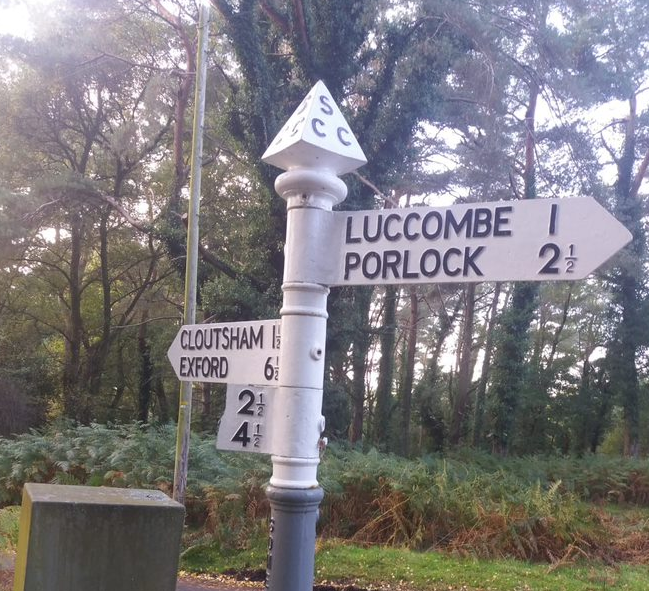 S
C C
LUCCOMBE 1
PORLOCK 2½
CLOUTSHAM 1½
EXFORD 6½
2½
4½